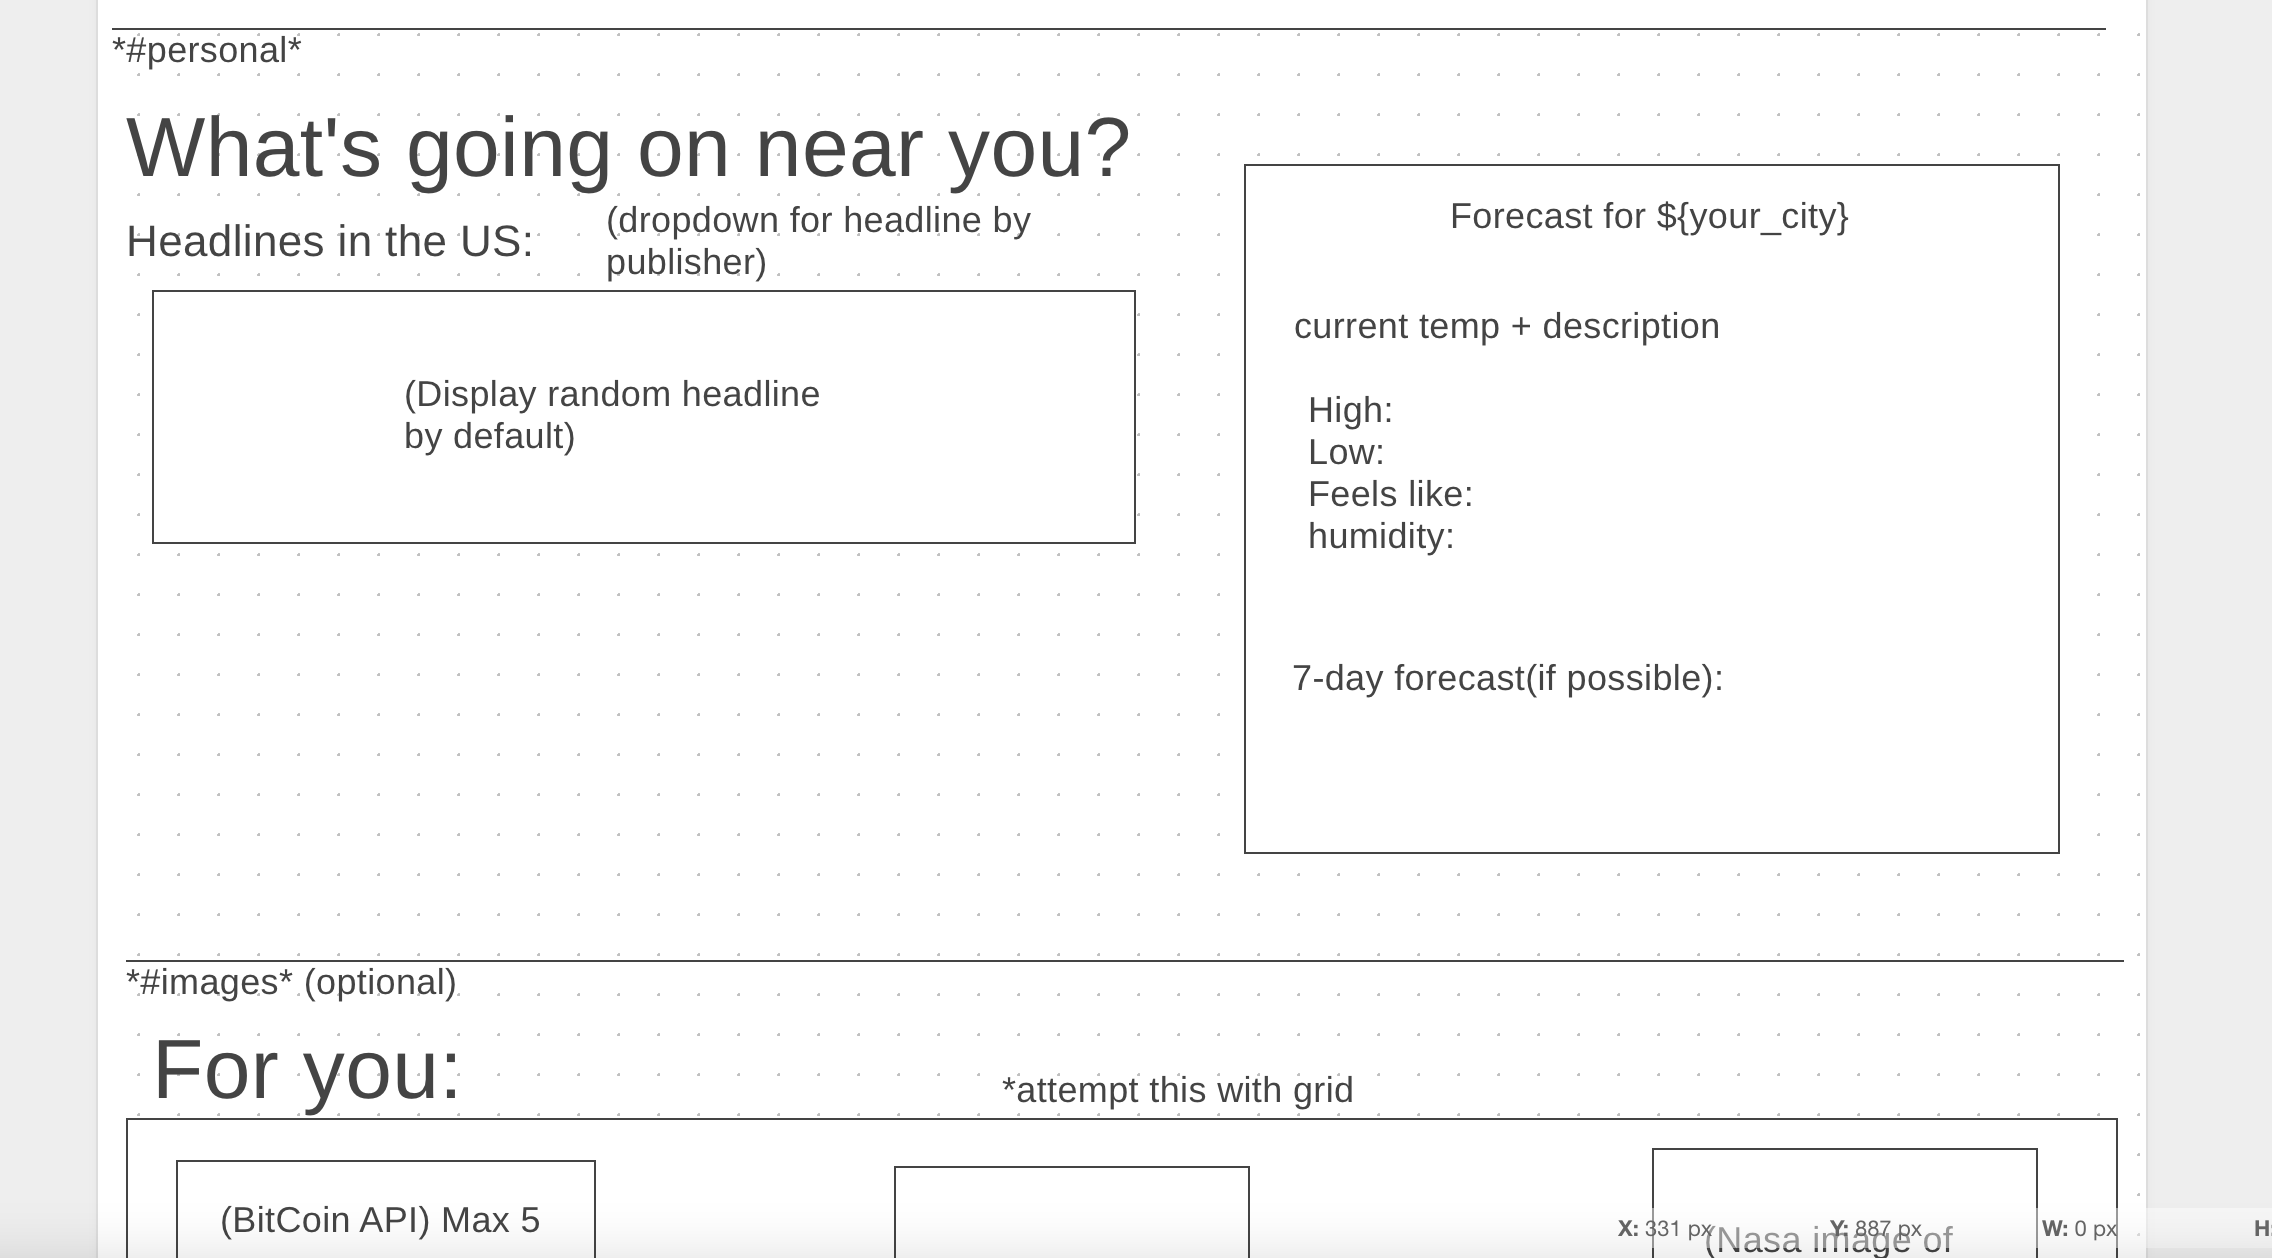 *#personal*
What's going on near you?
Headlines in the US:
(dropdown for headline by
publisher)
(Display random headline
by default)
Forecast for ${your_city}
current temp + description
High:
Low:
Feels like:
humidity:
7-day forecast(if possible):
*#images* (optional)
For you:
*attempt this with grid
(BitCoin API) Max 5
(Nasa image of
X: 331 px Y: 887 px W: 0 px H: